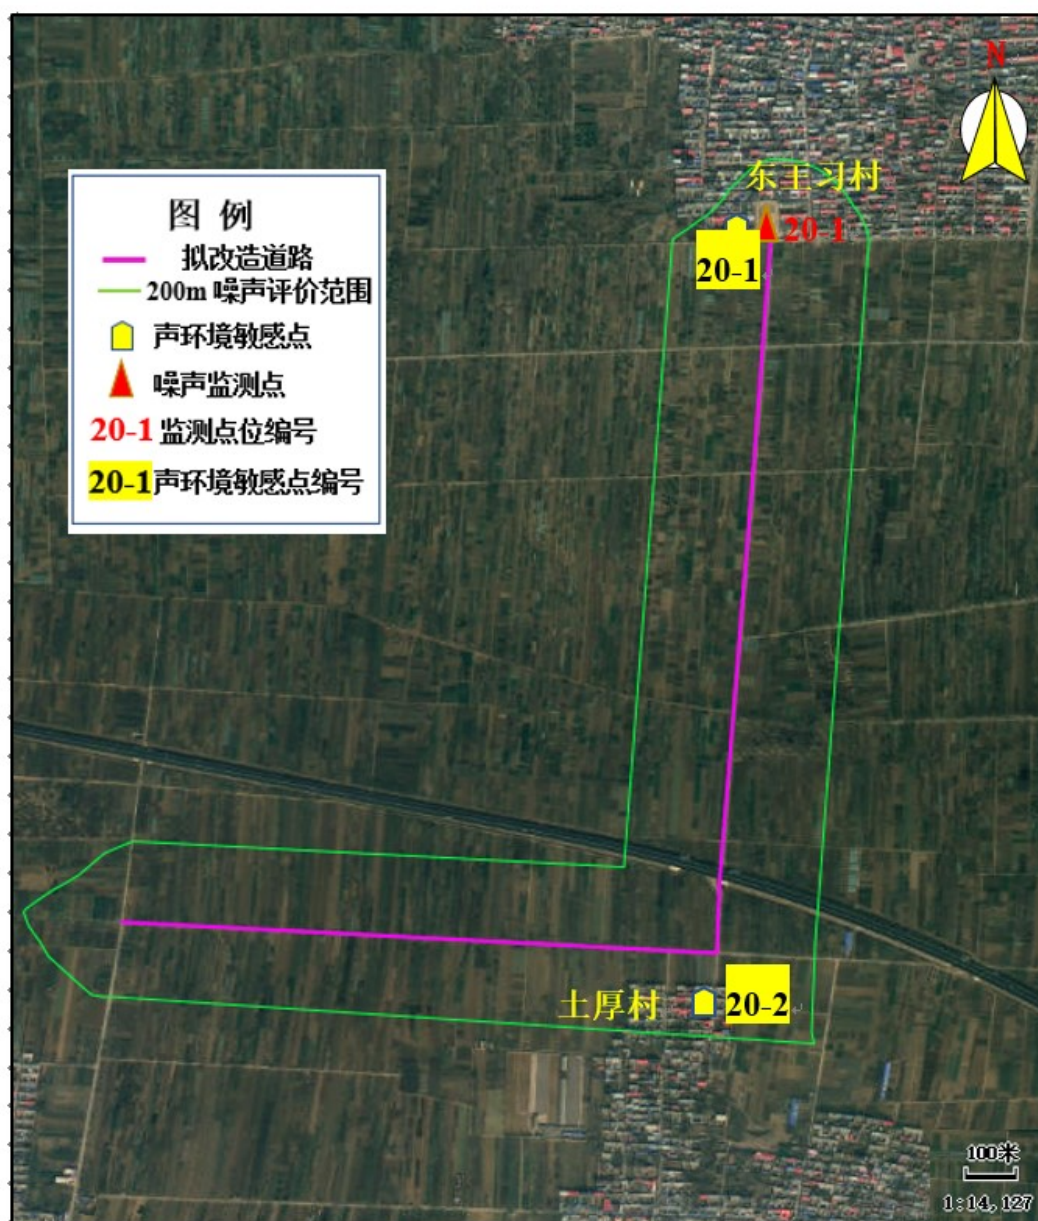 N
东王习村
20-1
20-1
图 例
拟改造道路
200m 噪声评价范围
声环境敏感点
噪声监测点
20-1 监测点位编号
20-1 声环境敏感点编号
土厚村
20-2
100米
1:14,127